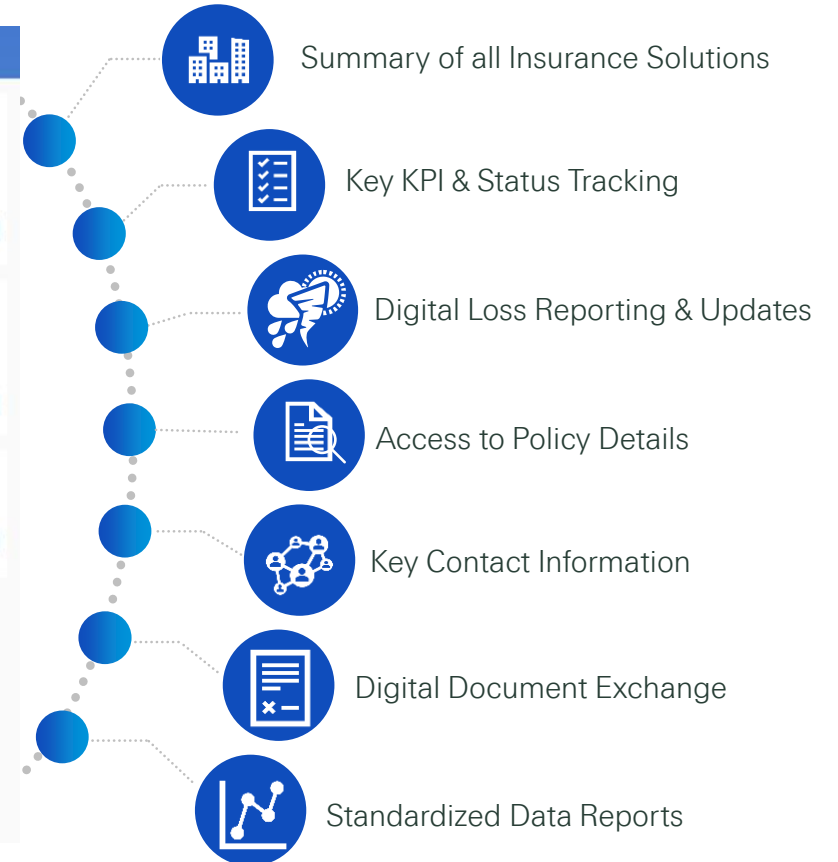 Summary of all Insurance Solutions
Key KPI & Status Tracking
Digital Loss Reporting & Updates
Access to Policy Details
Key Contact Information
Digital Document Exchange
Standardized Data Reports